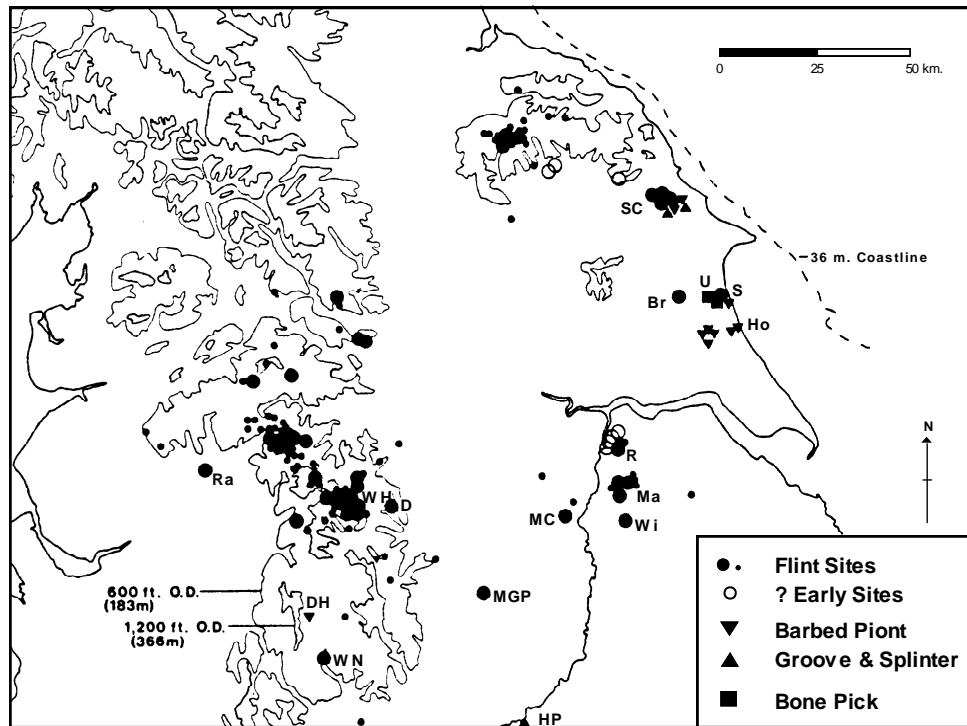 0 25 50 km.
SC
36 m. Coastline
U
S
Br
Ho
N
R
Ra
WH
D
Ma
MC
Wi
600 ft. O.D.
(183m)
DH
MGP
1,200 ft. O.D.
(366m)
WN
HP
Flint Sites
? Early Sites
Barbed Piont
Groove & Splinter
Bone Pick